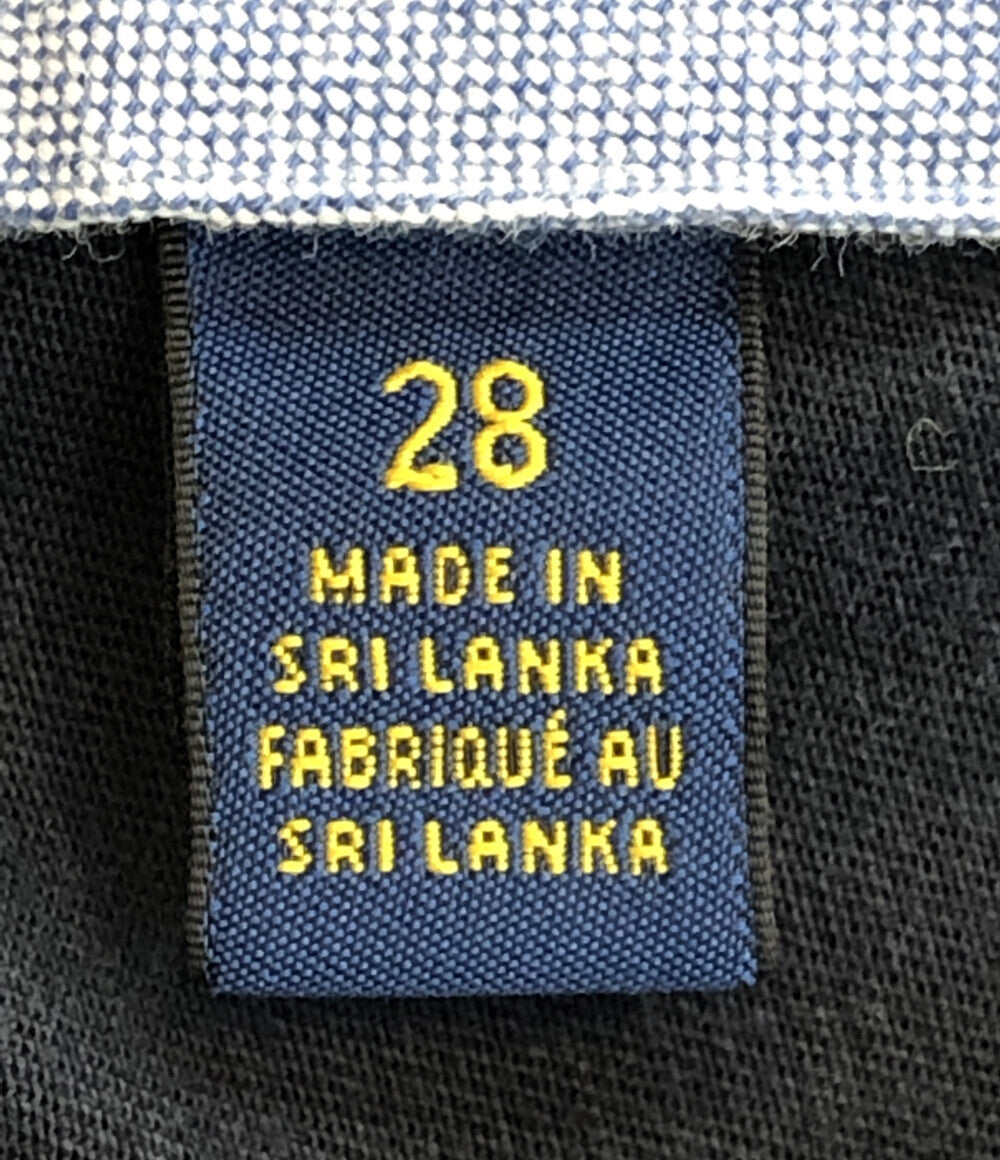 28
MADE IN
SRI LANKA
FABRIQUÉ AU
SRI LANKA